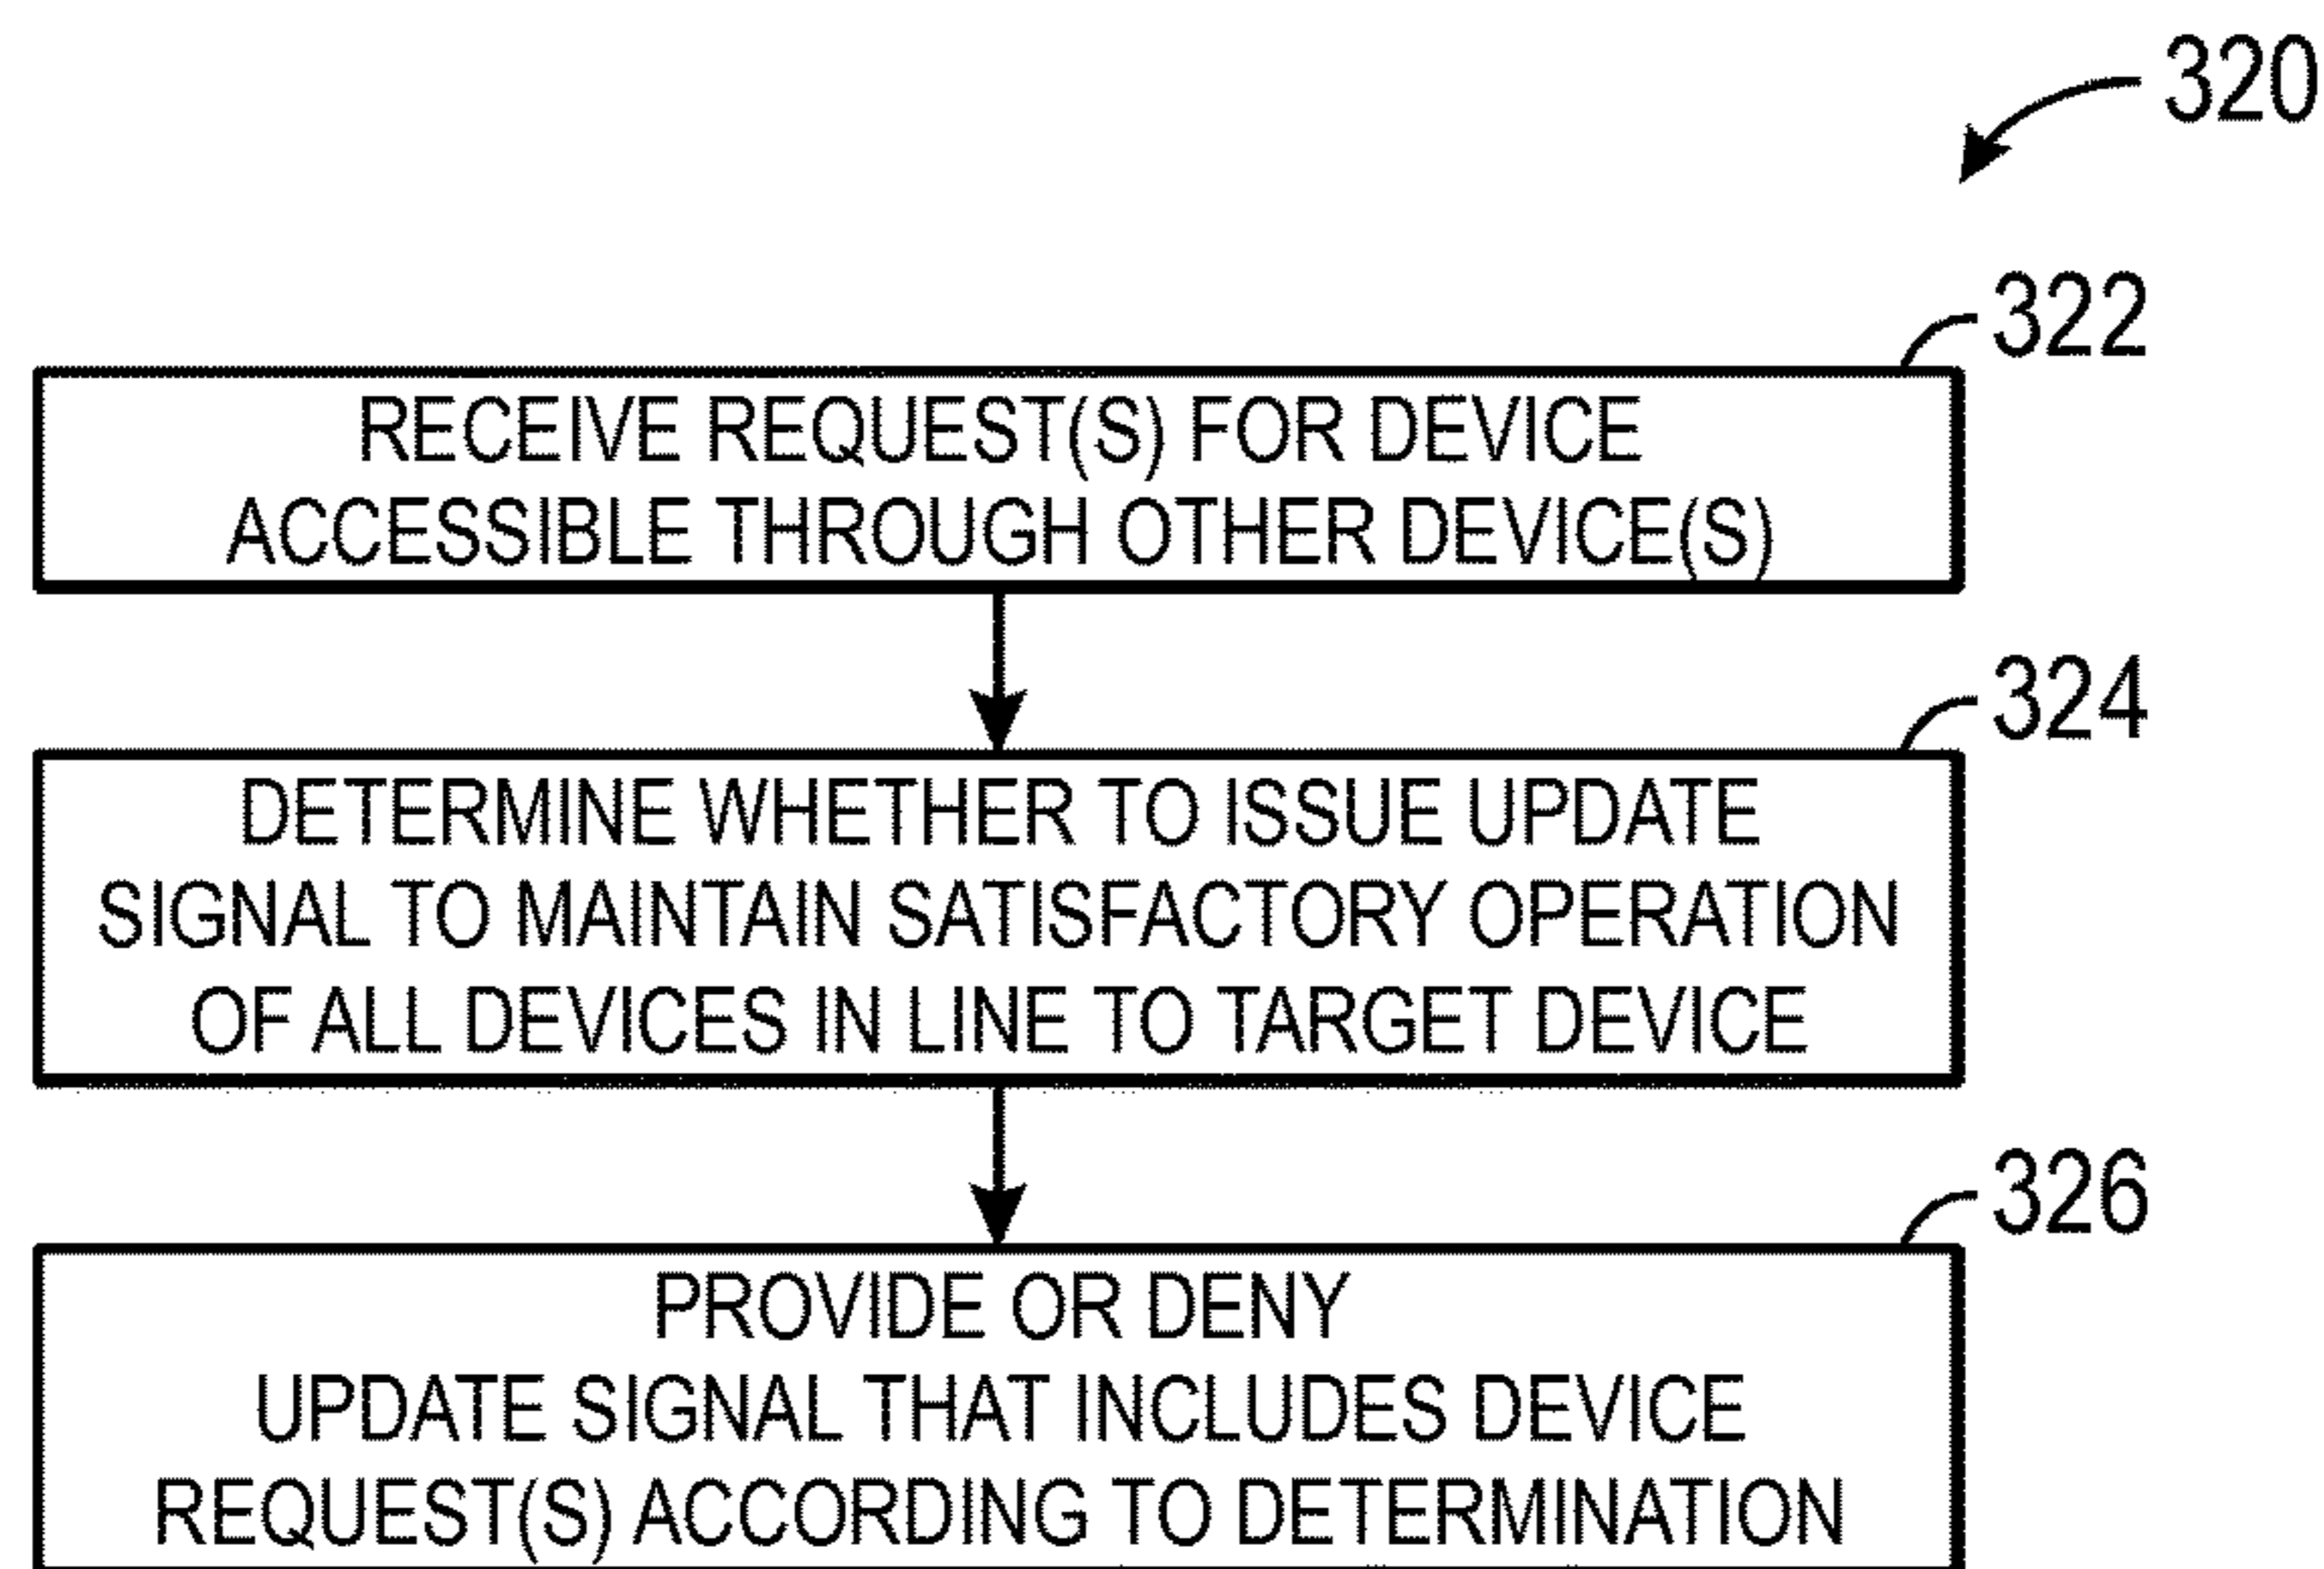 320
322
RECEIVE REQUEST(S) FOR DEVICE
ACCESSIBLE THROUGH OTHER DEVICE(S)
324
DETERMINE WHETHER TO ISSUE UPDATE
SIGNAL TO MAINTAIN SATISFACTORY OPERATION
OF ALL DEVICES IN LINE TO TARGET DEVICE
326
PROVIDE OR DENY
UPDATE SIGNAL THAT INCLUDES DEVICE
REQUEST(S) ACCORDING TO DETERMINATION